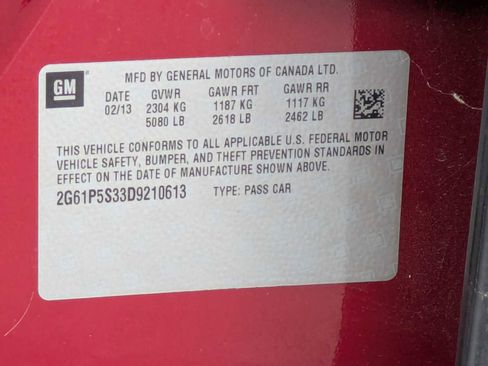 GM
MFD BY GENERAL MOTORS OF CANADA LTD.
DATE GVWR GAWR FRT GAWR RR
02/13 2304 KG 1187 KG 1117 KG
5080 LB 2618 LB 2462 LB
THIS VEHICLE CONFORMS TO ALL APPLICABLE U.S. FEDERAL MOTOR
VEHICLE SAFETY, BUMPER, AND THEFT PREVENTION STANDARDS IN
EFFECT ON THE DATE OF MANUFACTURE SHOWN ABOVE.
2G61P5S33D9210613 TYPE: PASS CAR